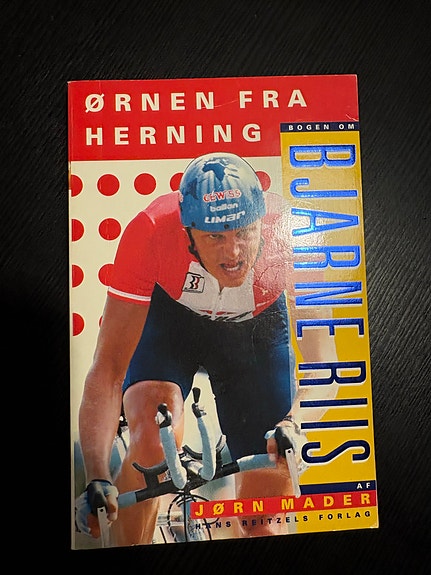 ØRNEN FRA
HERNING
BOGEN OM
BJARNE RIIS
GEWISS
ballan
LIMAR
AF
JØRN MADER
HANS REITZELS FORLAG